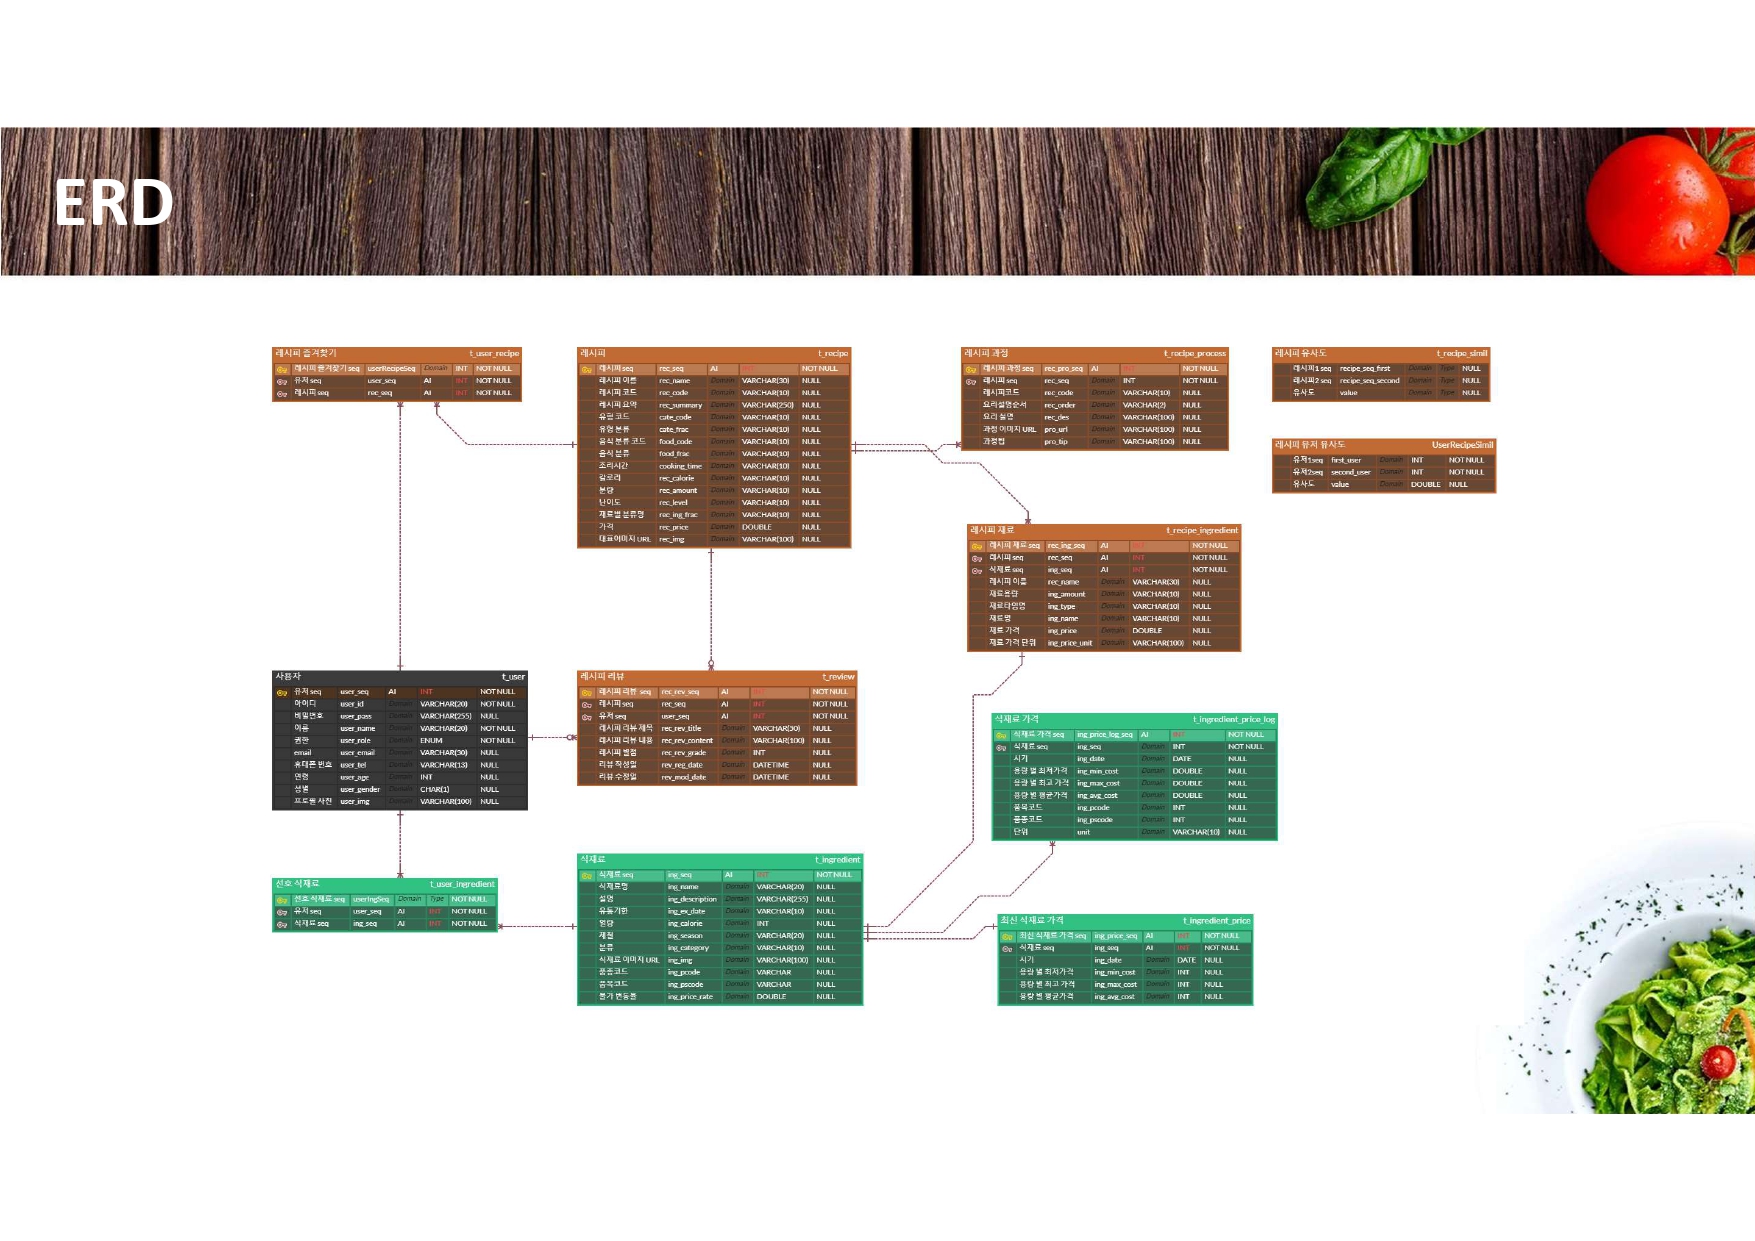 ERD
레시피 즐겨찾기 t_user_recipe
레시피 즐겨찾기 seq userRecipeSeq Domain INT NOT NULL
유저 seq user_seq AI INT NOT NULL
레시피 seq rec_seq AI INT NOT NULL
레시피 t_recipe
레시피 seq rec_seq AI INT NOT NULL
레시피 이름 rec_name Domain VARCHAR(30) NULL
레시피 코드 rec_code Domain VARCHAR(10) NULL
레시피 요약 rec_summary Domain VARCHAR(250) NULL
유형 코드 cate_code Domain VARCHAR(10) NULL
유형 분류 cate_frac Domain VARCHAR(10) NULL
음식 분류 코드 food_code Domain VARCHAR(10) NULL
음식 분류 food_frac Domain VARCHAR(10) NULL
조리시간 cooking_time Domain VARCHAR(10) NULL
칼로리 rec_calorie Domain VARCHAR(10) NULL
분량 rec_amount Domain VARCHAR(10) NULL
난이도 rec_level Domain VARCHAR(10) NULL
재료별 분류명 rec_ing_frac Domain VARCHAR(10) NULL
가격 rec_price Domain DOUBLE NULL
대표이미지 URL rec_img Domain VARCHAR(100) NULL
레시피 과정 t_recipe_process
레시피 과정 seq rec_pro_seq AI INT NOT NULL
레시피 seq rec_seq Domain INT NOT NULL
레시피코드 rec_code Domain VARCHAR(10) NULL
요리설명순서 rec_order Domain VARCHAR(2) NULL
요리 설명 rec_des Domain VARCHAR(100) NULL
과정 이미지 URL pro_url Domain VARCHAR(100) NULL
과정팁 pro_tip Domain VARCHAR(100) NULL
레시피 유사도 t_recipe_simil
레시피1 seq recipe_seq_first Domain Type NULL
레시피2 seq recipe_seq_second Domain Type NULL
유사도 value Domain Type NULL
레시피 유저 유사도 UserRecipeSimil
유저1seq first_user Domain INT NOT NULL
유저2seq second_user Domain INT NOT NULL
유사도 value Domain DOUBLE NULL
레시피 재료 t_recipe_ingredient
레시피 재료 seq rec_ing_seq AI INT NOT NULL
레시피 seq rec_seq AI INT NOT NULL
식재료 seq ing_seq AI INT NOT NULL
레시피 이름 rec_name Domain VARCHAR(30) NULL
재료용량 ing_amount Domain VARCHAR(10) NULL
재료타입명 ing_type Domain VARCHAR(10) NULL
재료명 ing_name Domain VARCHAR(10) NULL
재료 가격 ing_price Domain DOUBLE NULL
재료 가격 단위 ing_price_unit Domain VARCHAR(100) NULL
사용자 t_user
유저 seq user_seq AI INT NOT NULL
아이디 user_id Domain VARCHAR(20) NOT NULL
비밀번호 user_pass Domain VARCHAR(255) NULL
이름 user_name Domain VARCHAR(20) NOT NULL
권한 user_role Domain ENUM NOT NULL
email user_email Domain VARCHAR(30) NULL
휴대폰 번호 user_tel Domain VARCHAR(13) NULL
연령 user_age Domain INT NULL
성별 user_gender Domain CHAR(1) NULL
프로필 사진 user_img Domain VARCHAR(100) NULL
레시피 리뷰 t_review
레시피 리뷰 seq rec_rev_seq AI INT NOT NULL
레시피 seq rec_seq AI INT NOT NULL
유저 seq user_seq AI INT NOT NULL
레시피 리뷰 제목 rec_rev_title Domain VARCHAR(30) NULL
레시피 리뷰 내용 rec_rev_content Domain VARCHAR(100) NULL
레시피 별점 rec_rev_grade Domain INT NULL
리뷰 작성일 rev_reg_date Domain DATETIME NULL
리뷰 수정일 rev_mod_date Domain DATETIME NULL
식재료 가격 t_ingredient_price_log
식재료 가격 seq ing_price_log_seq AI INT NOT NULL
식재료 seq ing_seq Domain INT NOT NULL
시기 ing_date Domain DATE NULL
용량 별 최저가격 ing_min_cost Domain DOUBLE NULL
용량 별 최고 가격 ing_max_cost Domain DOUBLE NULL
용량 별 평균가격 ing_avg_cost Domain DOUBLE NULL
품목코드 ing_pcode Domain INT NULL
품종코드 ing_pscode Domain INT NULL
단위 unit Domain VARCHAR(10) NULL
선호 식재료 t_user_ingredient
선호 식재료 seq userIngSeq Domain Type NOT NULL
유저 seq user_seq AI INT NOT NULL
식재료 seq ing_seq AI INT NOT NULL
식재료 t_ingredient
식재료 seq ing_seq AI INT NOT NULL
식재료명 ing_name Domain VARCHAR(20) NULL
설명 ing_description Domain VARCHAR(255) NULL
유통기한 ing_ex_date Domain VARCHAR(10) NULL
열량 ing_calorie Domain INT NULL
제철 ing_season Domain VARCHAR(20) NULL
분류 ing_category Domain VARCHAR(10) NULL
식재료 이미지 URL ing_img Domain VARCHAR(100) NULL
품종코드 ing_pcode Domain VARCHAR NULL
품목코드 ing_pscode Domain VARCHAR NULL
물가 변동률 ing_price_rate Domain DOUBLE NULL
최신 식재료 가격 t_ingredient_price
최신 식재료 가격 seq ing_price_seq AI INT NOT NULL
식재료 seq ing_seq AI INT NOT NULL
시기 ing_date Domain DATE NULL
용량 별 최저가격 ing_min_cost Domain INT NULL
용량 별 최고 가격 ing_max_cost Domain INT NULL
용량 별 평균가격 ing_avg_cost Domain INT NULL